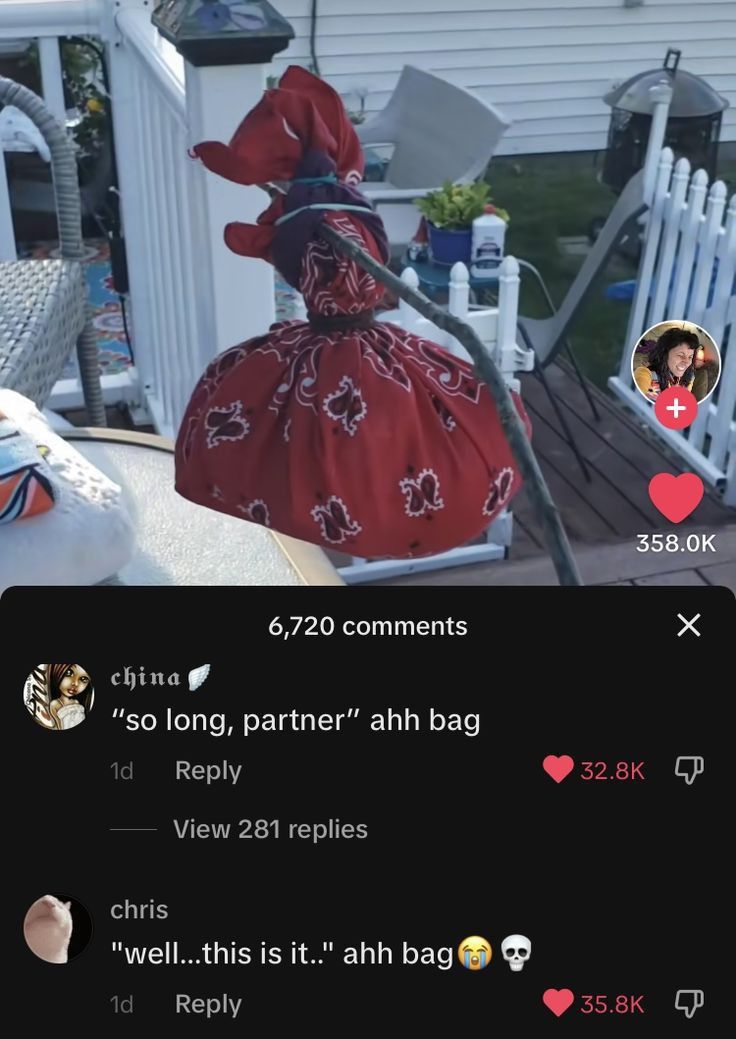 358.0K
6,720 comments
𝔠𝔥𝔦𝔫𝔞🪽
“so long, partner” ahh bag
1d Reply 32.8K
View 281 replies
chris
"well...this is it.." ahh bag😭💀
1d Reply 35.8K